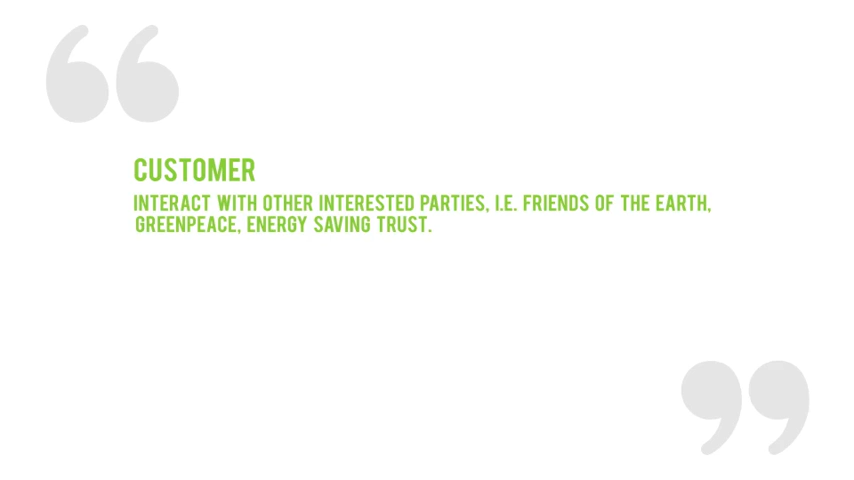 CUSTOMER
INTERACT WITH OTHER INTERESTED PARTIES, I.E. FRIENDS OF THE EARTH,
GREENPEACE, ENERGY SAVING TRUST.